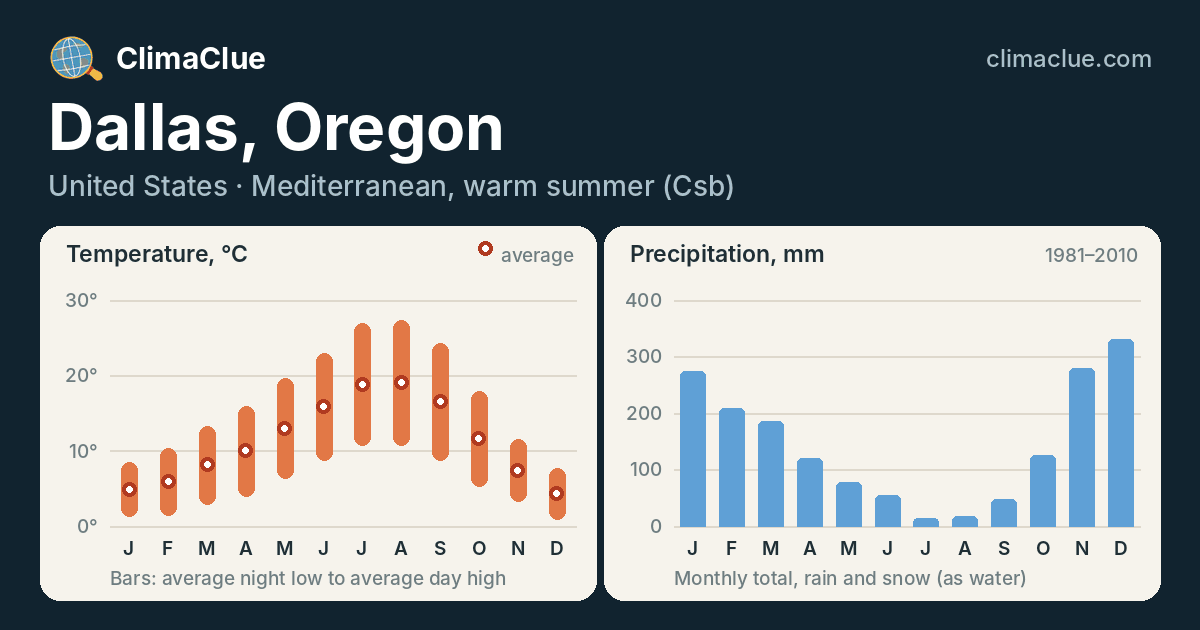 ClimaClue
climaclue.com
Dallas, Oregon
United States · Mediterranean, warm summer (Csb)
Temperature, °C
average
30°
20°
10°
0°
J F M A M J J A S O N D
Bars: average night low to average day high
Precipitation, mm
1981–2010
400
300
200
100
0
J F M A M J J A S O N D
Monthly total, rain and snow (as water)